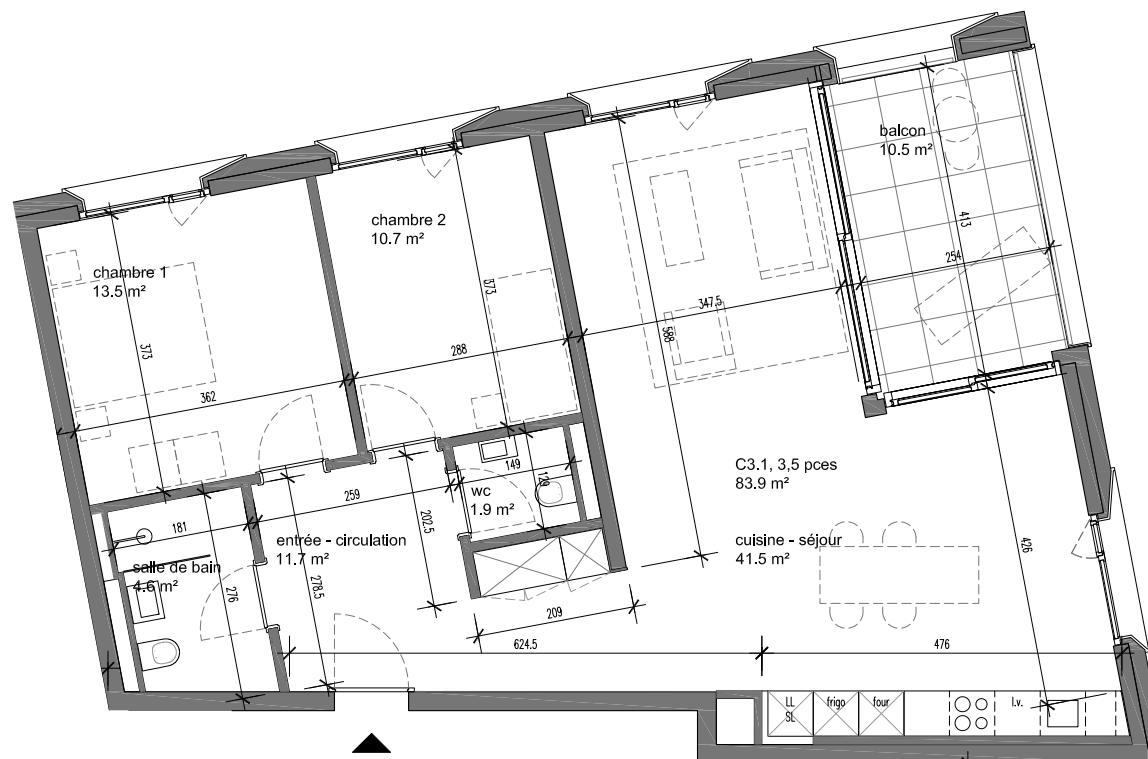 balcon
10.5 m²
chambre 2
10.7 m²
chambre 1
13.5 m²
413
254
373
347.5
588
373
288
362
C3.1, 3,5 pces
83.9 m²
149
129
wc
1.9 m²
259
202.5
181
entrée - circulation
11.7 m²
cuisine - séjour
41.5 m²
426
salle de bain
4.6 m²
276
278.5
209
624.5
476
LL
SL
frigo
four
l.v.